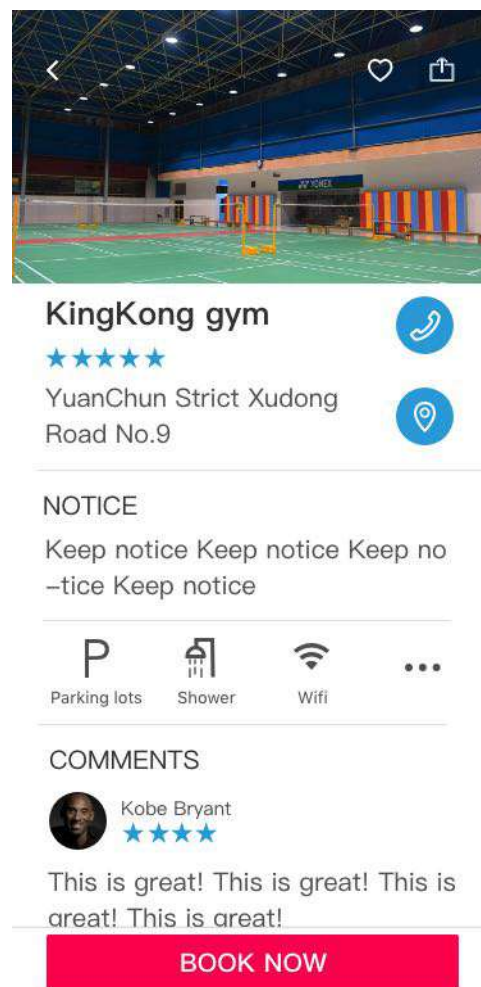 YONEX
KingKong gym
YuanChun Strict Xudong
Road No.9
NOTICE
Keep notice Keep notice Keep no
-tice Keep notice
P
Parking lots
Shower
Wifi
COMMENTS
Kobe Bryant
This is great! This is great! This is
great! This is great!
BOOK NOW